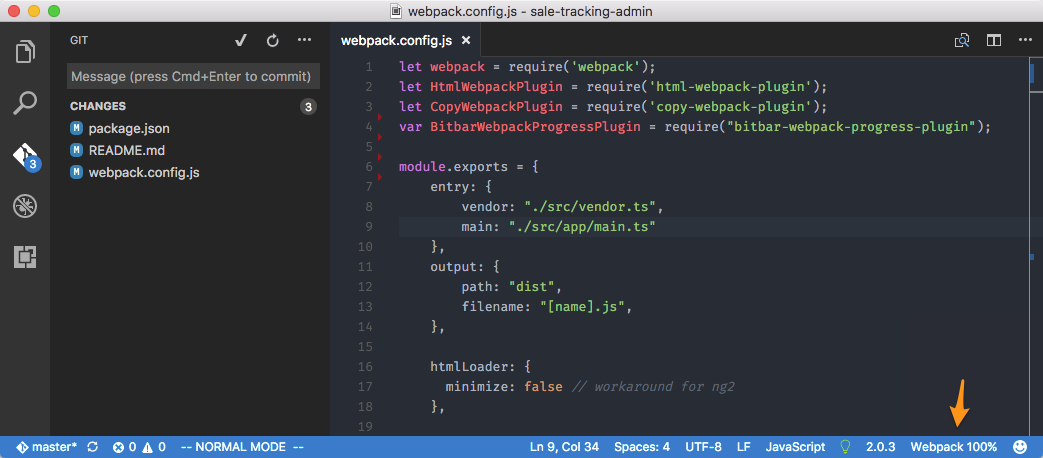 webpack.config.js - sale-tracking-admin
GIT
webpack.config.js
Message (press Cmd+Enter to commit)
CHANGES 3
M package.json
M README.md
M webpack.config.js
3
1 let webpack = require('webpack');
2 let HtmlWebpackPlugin = require('html-webpack-plugin');
3 let CopyWebpackPlugin = require('copy-webpack-plugin');
4 var BitbarWebpackProgressPlugin = require("bitbar-webpack-progress-plugin");
5
6 module.exports = {
7 entry: {
8 vendor: "./src/vendor.ts",
9 main: "./src/app/main.ts"
10 },
11 output: {
12 path: "dist",
13 filename: "[name].js",
14 },
15
16 htmlLoader: {
17 minimize: false // workaround for ng2
18 },
19
master* 0 0 -- NORMAL MODE -- Ln 9, Col 34 Spaces: 4 UTF-8 LF JavaScript 2.0.3 Webpack 100%